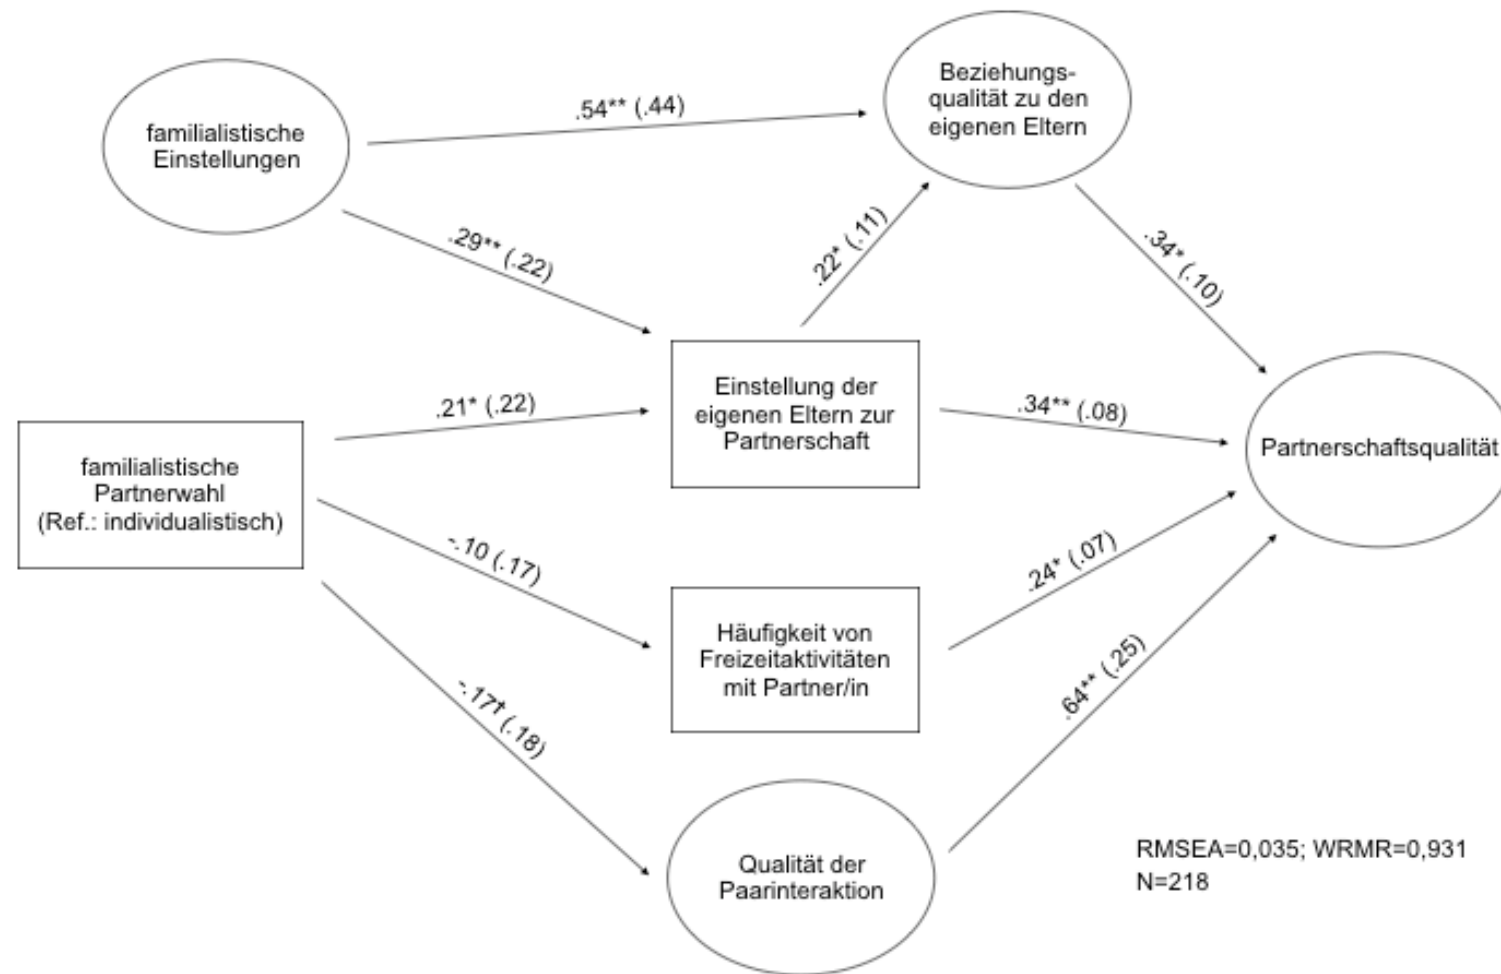 familialistische
Einstellungen
.54** (.44)
Beziehungs-
qualität zu den
eigenen Eltern
.29** (.22)
.22* (.11)
.34* (.10)
Einstellung der
eigenen Eltern zur
Partnerschaft
.21* (.22)
.34** (.08)
Partnerschaftsqualität
familialistische
Partnerwahl
(Ref.: individualistisch)
-.10 (.17)
.24* (.07)
Häufigkeit von
Freizeitaktivitäten
mit Partner/in
-.17† (.18)
.64** (.25)
Qualität der
Paarinteraktion
RMSEA=0,035; WRMR=0,931
N=218